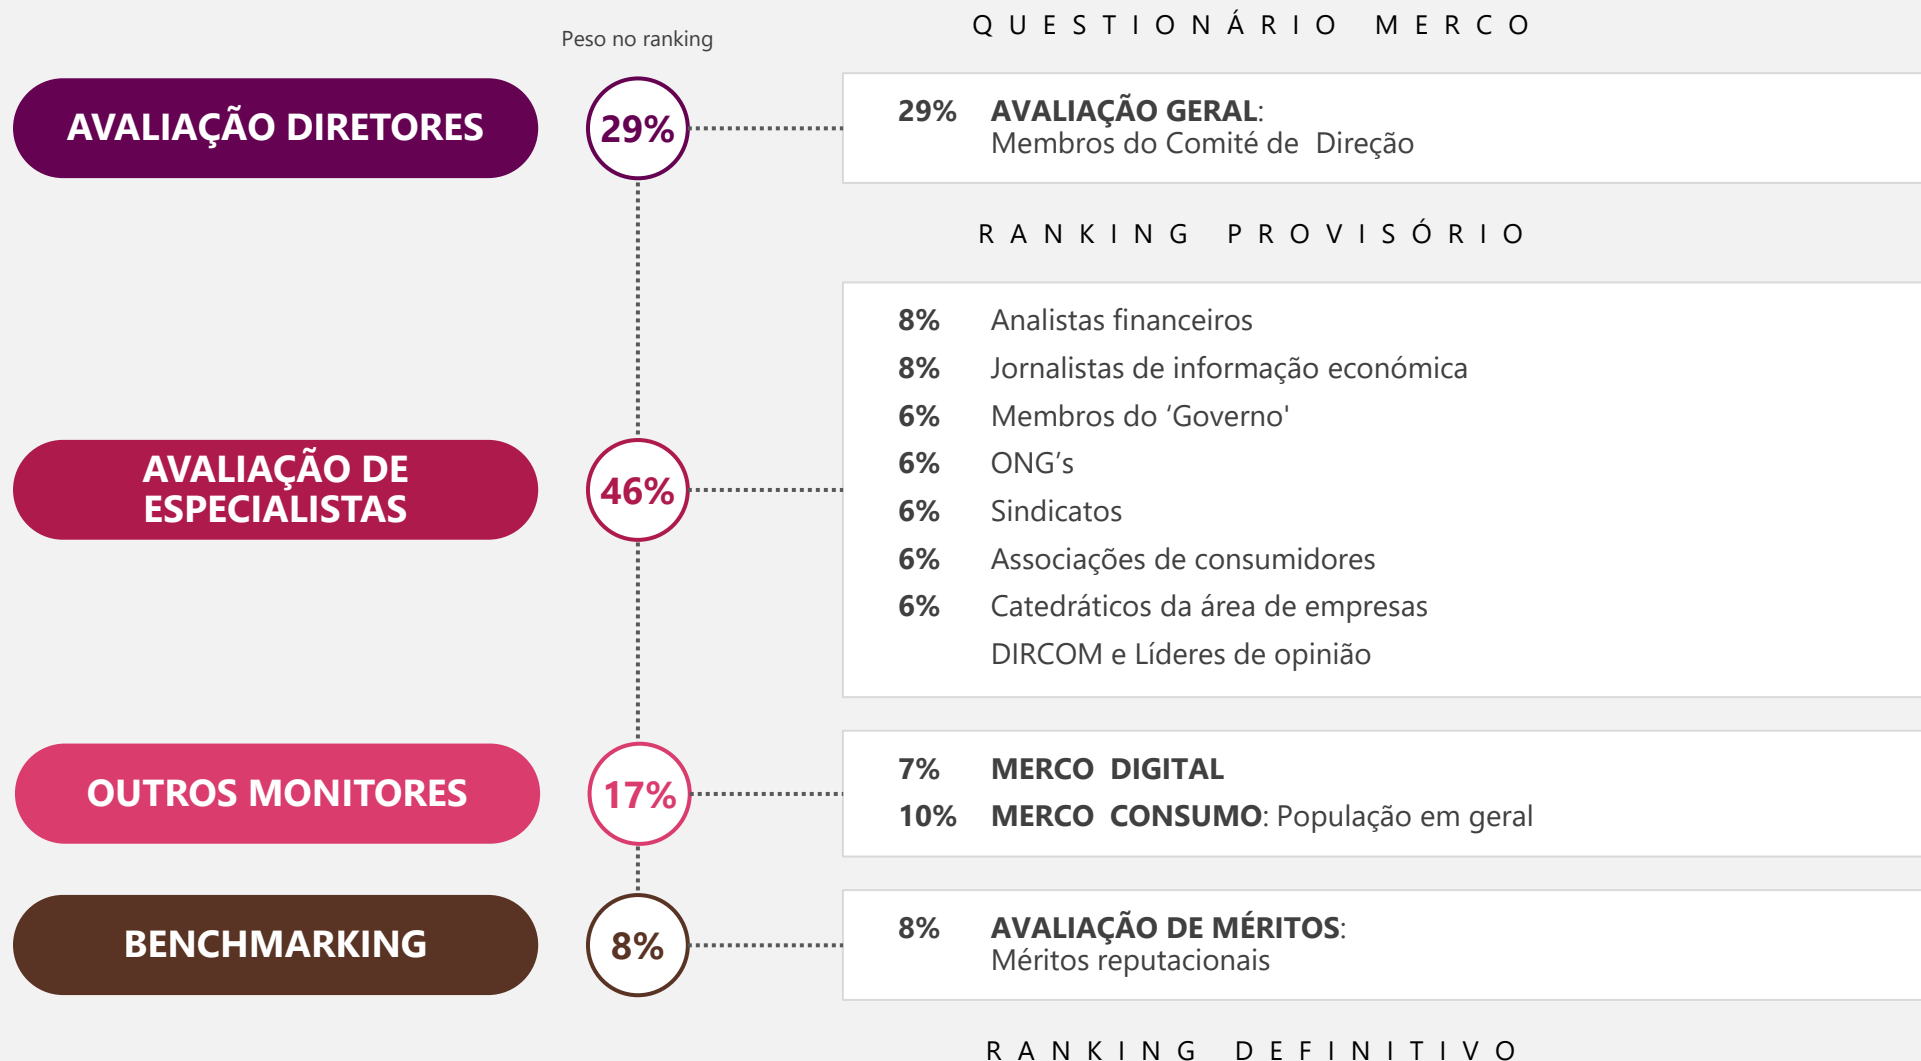 QUESTIONÁRIO MERCO
Peso no ranking
AVALIAÇÃO DIRETORES
29%
29% AVALIAÇÃO GERAL:
Membros do Comité de Direção
RANKING PROVISÓRIO
AVALIAÇÃO DE
ESPECIALISTAS
46%
8% Analistas financeiros
8% Jornalistas de informação económica
6% Membros do ‘Governo'
6% ONG’s
6% Sindicatos
6% Associações de consumidores
6% Catedráticos da área de empresas
DIRCOM e Líderes de opinião
OUTROS MONITORES
17%
7% MERCO DIGITAL
10% MERCO CONSUMO: População em geral
BENCHMARKING
8%
8% AVALIAÇÃO DE MÉRITOS:
Méritos reputacionais
RANKING DEFINITIVO